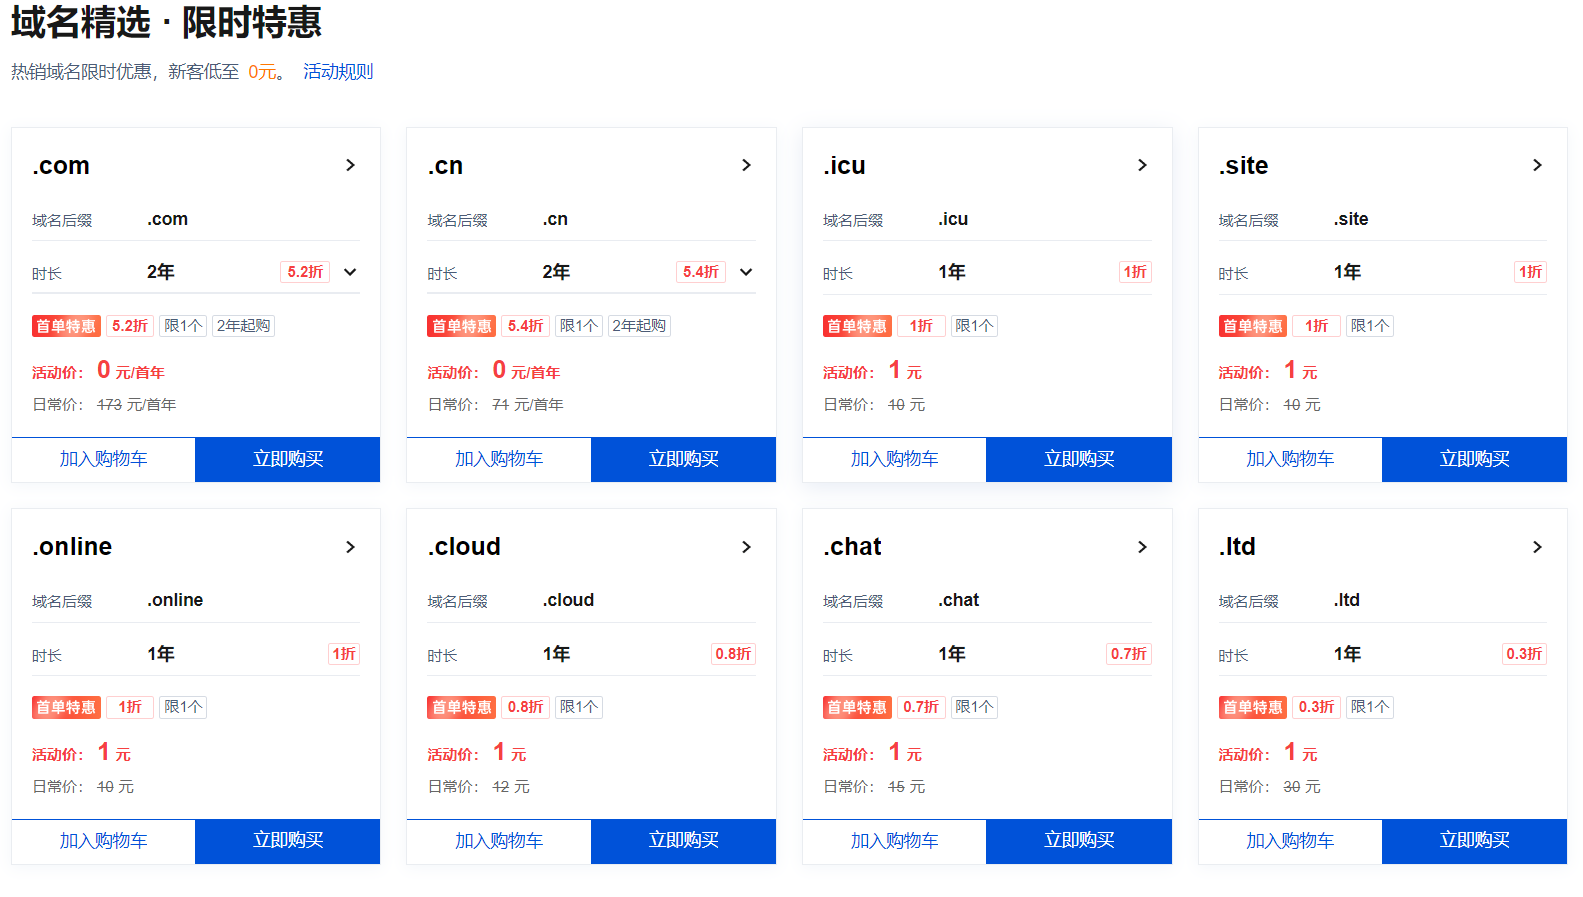 域名精选 · 限时特惠
热销域名限时优惠，新客低至 0元。 活动规则
.com
域名后缀 .com
时长 2年 5.2折
首单特惠 5.2折 限1个 2年起购
活动价： 0 元/首年
日常价： 173 元/首年
加入购物车 立即购买
.cn
域名后缀 .cn
时长 2年 5.4折
首单特惠 5.4折 限1个 2年起购
活动价： 0 元/首年
日常价： 71 元/首年
加入购物车 立即购买
.icu
域名后缀 .icu
时长 1年 1折
首单特惠 1折 限1个
活动价： 1 元
日常价： 10 元
加入购物车 立即购买
.site
域名后缀 .site
时长 1年 1折
首单特惠 1折 限1个
活动价： 1 元
日常价： 10 元
加入购物车 立即购买
.online
域名后缀 .online
时长 1年 1折
首单特惠 1折 限1个
活动价： 1 元
日常价： 10 元
加入购物车 立即购买
.cloud
域名后缀 .cloud
时长 1年 0.8折
首单特惠 0.8折 限1个
活动价： 1 元
日常价： 12 元
加入购物车 立即购买
.chat
域名后缀 .chat
时长 1年 0.7折
首单特惠 0.7折 限1个
活动价： 1 元
日常价： 15 元
加入购物车 立即购买
.ltd
域名后缀 .ltd
时长 1年 0.3折
首单特惠 0.3折 限1个
活动价： 1 元
日常价： 30 元
加入购物车 立即购买